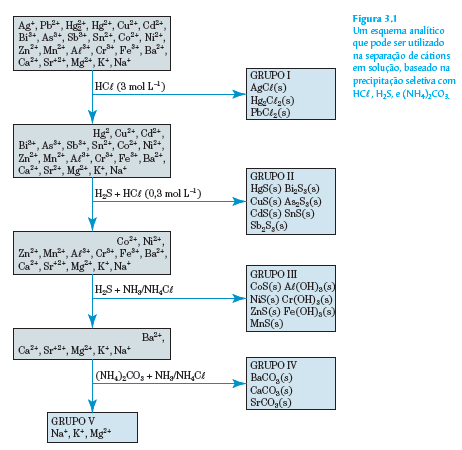 Ag⁺, Pb²⁺, Hg₂²⁺, Hg²⁺, Cu²⁺, Cd²⁺,
Bi³⁺, As³⁺, Sb³⁺, Sn²⁺, Co²⁺, Ni²⁺,
Zn²⁺, Mn²⁺, Aℓ³⁺, Cr³⁺, Fe³⁺, Ba²⁺,
Ca²⁺, Sr⁺², Mg²⁺, K⁺, Na⁺
Figura 3.1
Um esquema analítico
que pode ser utilizado
na separação de cátions
em solução, baseado na
precipitação seletiva com
HCℓ, H₂S, e (NH₄)₂CO₃.
HCℓ (3 mol L⁻¹)
GRUPO I
AgCℓ(s)
Hg₂Cℓ₂(s)
PbCℓ₂(s)
Hg², Cu²⁺, Cd²⁺,
Bi³⁺, As³⁺, Sb³⁺, Sn²⁺, Co²⁺, Ni²⁺,
Zn²⁺, Mn²⁺, Aℓ³⁺, Cr³⁺, Fe³⁺, Ba²⁺,
Ca²⁺, Sr²⁺, Mg²⁺, K⁺, Na⁺
H₂S + HCℓ (0,3 mol L⁻¹)
GRUPO II
HgS(s) Bi₂S₃(s)
CuS(s) As₂S₃(s)
CdS(s) SnS(s)
Sb₂S₃(s)
Co²⁺, Ni²⁺,
Zn²⁺, Mn²⁺, Aℓ³⁺, Cr³⁺, Fe³⁺, Ba²⁺,
Ca²⁺, Sr⁺², Mg²⁺, K⁺, Na⁺
H₂S + NH₃/NH₄Cℓ
GRUPO III
CoS(s) Aℓ(OH)₃(s)
NiS(s) Cr(OH)₃(s)
ZnS(s) Fe(OH)₃(s)
MnS(s)
Ba²⁺,
Ca²⁺, Sr⁺², Mg²⁺, K⁺, Na⁺
(NH₄)₂CO₃ + NH₃/NH₄Cℓ
GRUPO IV
BaCO₃(s)
CaCO₃(s)
SrCO₃(s)
GRUPO V
Na⁺, K⁺, Mg²⁺